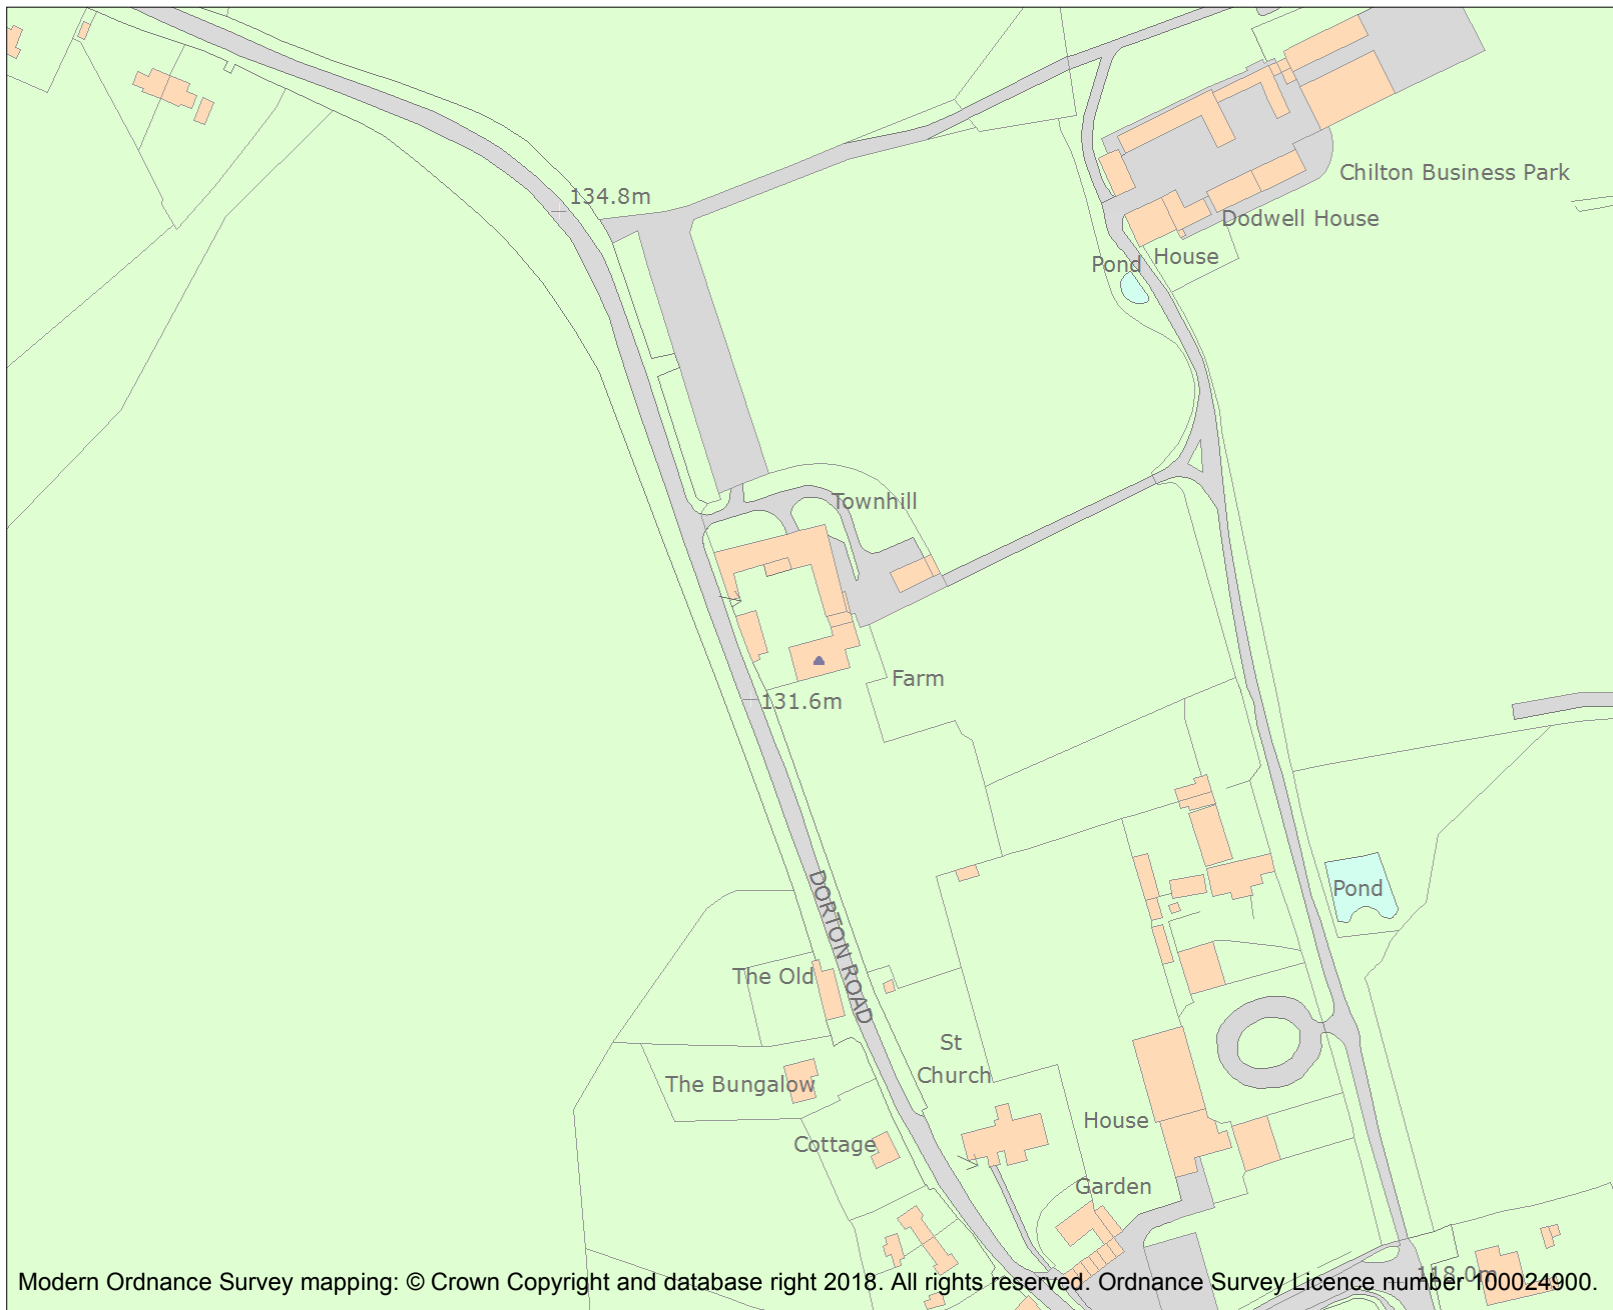 134.8m
Chilton Business Park
Dodwell House
House
Pond
Townhill
Farm
131.6m
Pond
DORTON ROAD
The Old
St
Church
The Bungalow
House
Cottage
Garden
118.0m
Modern Ordnance Survey mapping: © Crown Copyright and database right 2018. All rights reserved. Ordnance Survey Licence number 100024900.